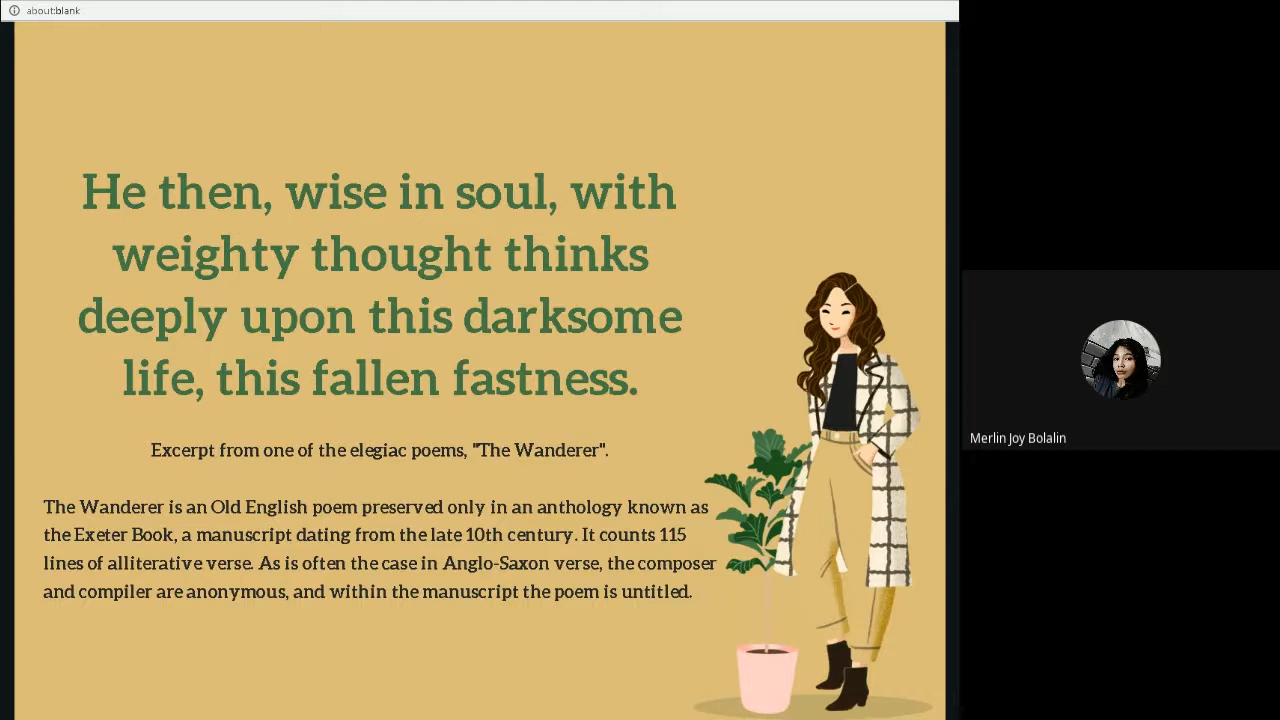 about:blank
He then, wise in soul, with
weighty thought thinks
deeply upon this darksome
life, this fallen fastness.
Excerpt from one of the elegiac poems, "The Wanderer".
The Wanderer is an Old English poem preserved only in an anthology known as
the Exeter Book, a manuscript dating from the late 10th century. It counts 115
lines of alliterative verse. As is often the case in Anglo-Saxon verse, the composer
and compiler are anonymous, and within the manuscript the poem is untitled.
Merlin Joy Bolalin